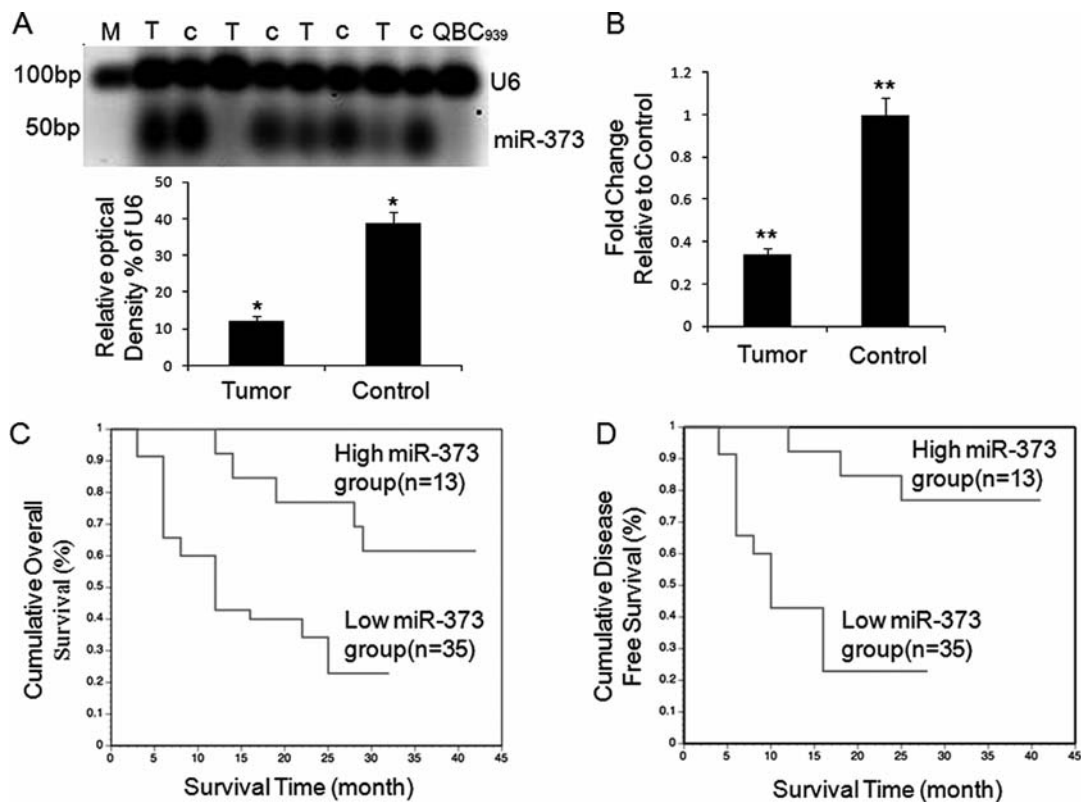 A
M T c T c T c T c QBC939
100bp
U6
50bp
miR-373
Relative optical
Density % of U6
50
40
30
20
10
0
*
*
Tumor Control
B
Fold Change
Relative to Control
1.2
1
0.8
0.6
0.4
0.2
0
**
**
Tumor Control
C
Cumulative Overall
Survival (%)
1
0.9
0.8
0.7
0.6
0.5
0.4
0.3
0.2
0.1
0
High miR-373
group(n=13)
Low miR-373
group(n=35)
0 5 10 15 20 25 30 35 40 45
Survival Time (month)
D
Cumulative Disease
Free Survival (%)
1
0.9
0.8
0.7
0.6
0.5
0.4
0.3
0.2
0.1
0
High miR-373
group(n=13)
Low miR-373
group(n=35)
0 5 10 15 20 25 30 35 40 45
Survival Time (month)